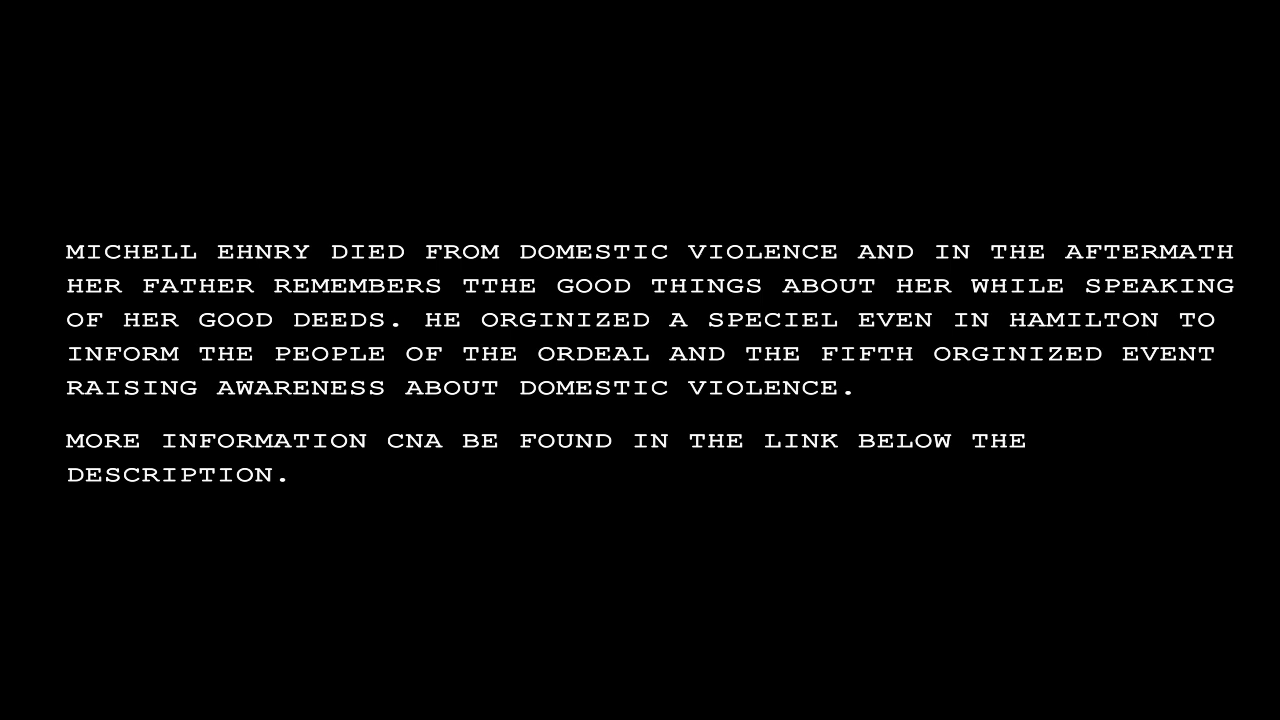 MICHELL EHNRY DIED FROM DOMESTIC VIOLENCE AND IN THE AFTERMATH
HER FATHER REMEMBERS TTHE GOOD THINGS ABOUT HER WHILE SPEAKING
OF HER GOOD DEEDS. HE ORGINIZED A SPECIEL EVEN IN HAMILTON TO
INFORM THE PEOPLE OF THE ORDEAL AND THE FIFTH ORGINIZED EVENT
RAISING AWARENESS ABOUT DOMESTIC VIOLENCE.
MORE INFORMATION CNA BE FOUND IN THE LINK BELOW THE
DESCRIPTION.